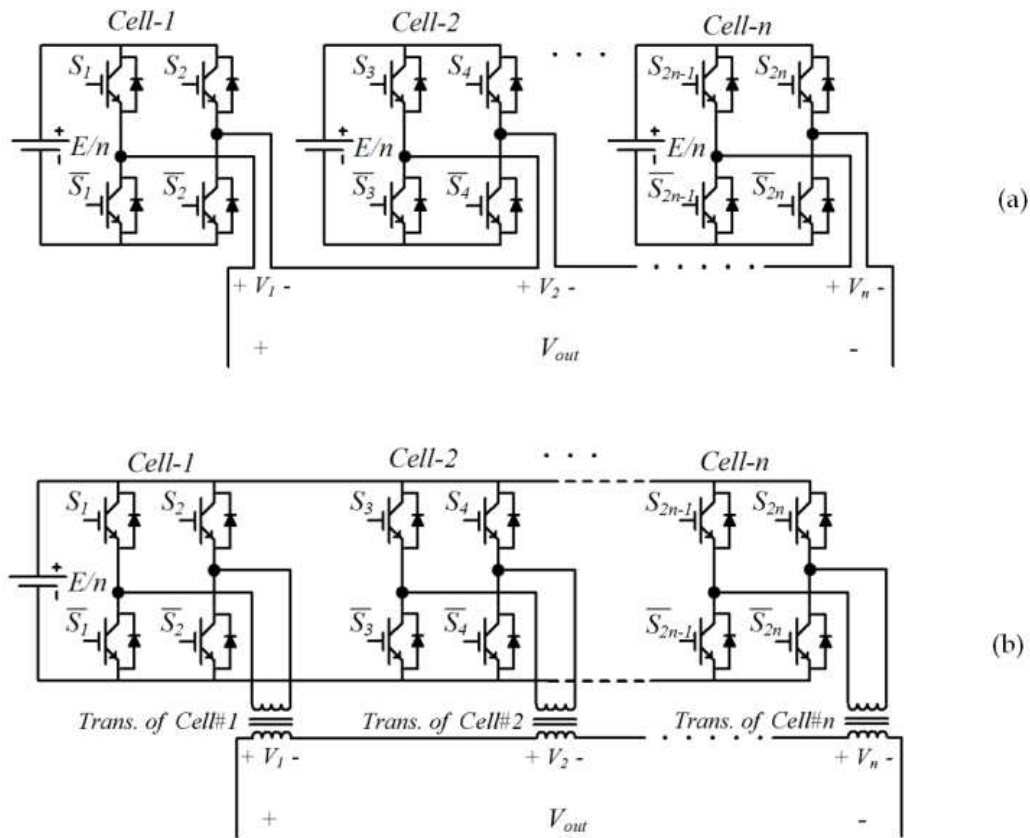 Cell-1 Cell-2 . . . Cell-n
S₁ S₂ S₃ S₄ S₂ₙ₋₁ S₂ₙ
+ E/n - + E/n - + E/n -
S̅₁ S̅₂ S̅₃ S̅₄ S̅₂ₙ₋₁ S̅₂ₙ
(a)
+ V₁ - + V₂ - + Vₙ -
+ Vout -
Cell-1 Cell-2 . . . Cell-n
S₁ S₂ S₃ S₄ S₂ₙ₋₁ S₂ₙ
+ E/n -
S̅₁ S̅₂ S̅₃ S̅₄ S̅₂ₙ₋₁ S̅₂ₙ
(b)
Trans. of Cell#1 Trans. of Cell#2 Trans. of Cell#n
+ V₁ - + V₂ - + Vₙ -
+ Vout -